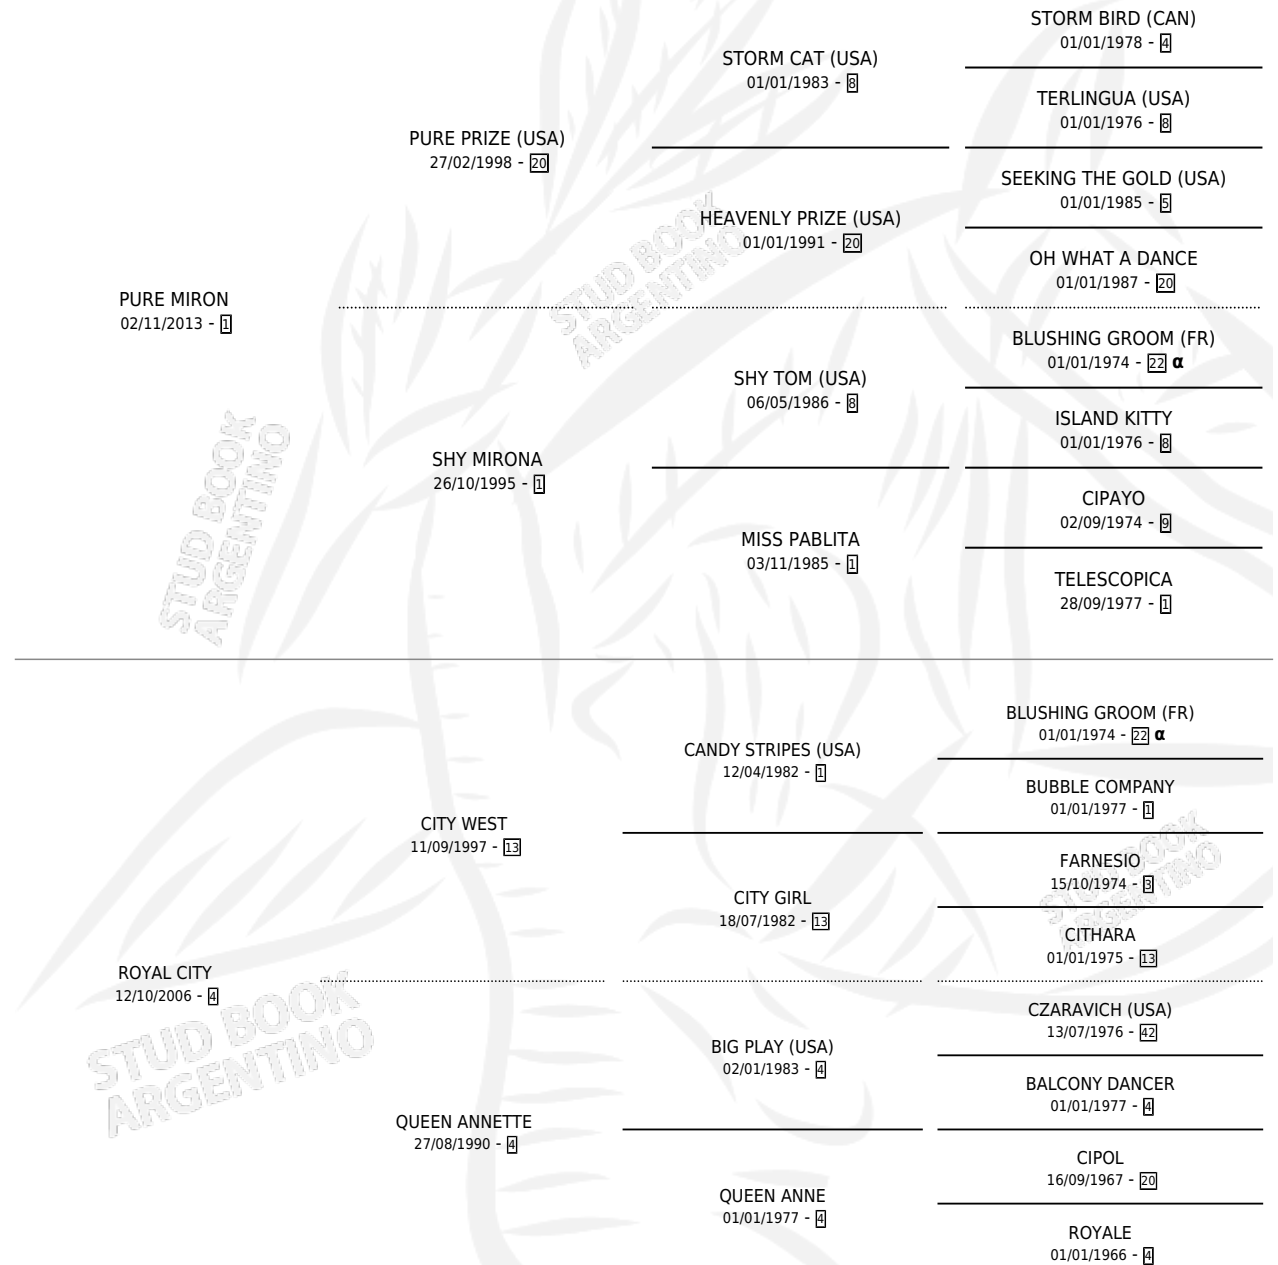 STORM BIRD (CAN)
01/01/1978 - 4
STORM CAT (USA)
01/01/1983 - 8
TERLINGUA (USA)
01/01/1976 - 8
PURE PRIZE (USA)
27/02/1998 - 20
SEEKING THE GOLD (USA)
01/01/1985 - 5
HEAVENLY PRIZE (USA)
01/01/1991 - 20
OH WHAT A DANCE
01/01/1987 - 20
PURE MIRON
02/11/2013 - 1
BLUSHING GROOM (FR)
01/01/1974 - 22 α
SHY TOM (USA)
06/05/1986 - 8
ISLAND KITTY
01/01/1976 - 8
SHY MIRONA
26/10/1995 - 1
CIPAYO
02/09/1974 - 9
MISS PABLITA
03/11/1985 - 1
TELESCOPICA
28/09/1977 - 1
STUD BOOK
ARGENTINO
STUD BOOK
ARGENTINO
BLUSHING GROOM (FR)
01/01/1974 - 22 α
CANDY STRIPES (USA)
12/04/1982 - 1
BUBBLE COMPANY
01/01/1977 - 1
CITY WEST
11/09/1997 - 13
FARNESIO
15/10/1974 - 3
CITY GIRL
18/07/1982 - 13
CITHARA
01/01/1975 - 13
STUD BOOK
ARGENTINO
ROYAL CITY
12/10/2006 - 4
CZARAVICH (USA)
13/07/1976 - 42
BIG PLAY (USA)
02/01/1983 - 4
BALCONY DANCER
01/01/1977 - 4
QUEEN ANNETTE
27/08/1990 - 4
CIPOL
16/09/1967 - 20
QUEEN ANNE
01/01/1977 - 4
ROYALE
01/01/1966 - 4
STUD BOOK
ARGENTINO